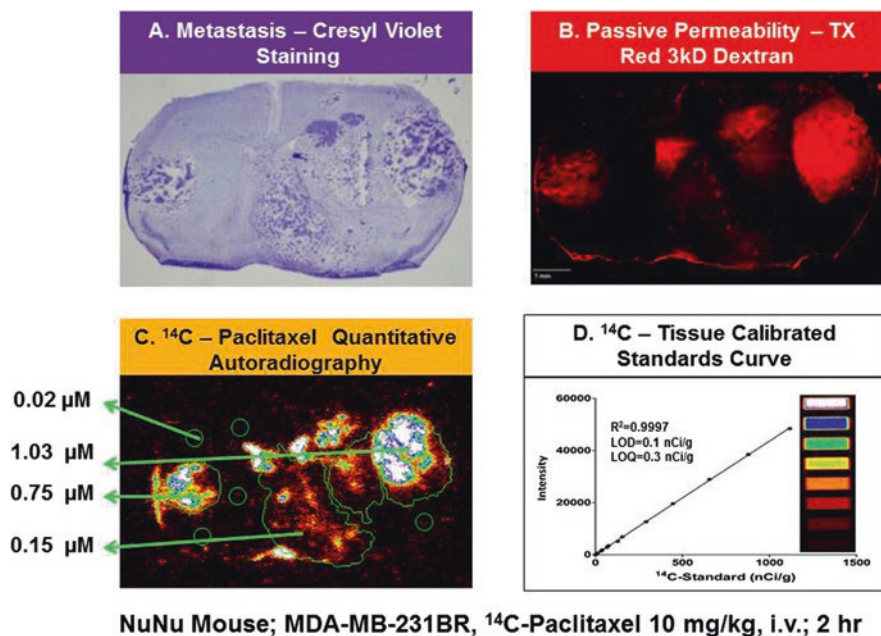 A. Metastasis – Cresyl Violet
Staining
B. Passive Permeability – TX
Red 3kD Dextran
1 mm
C. ¹⁴C – Paclitaxel Quantitative
Autoradiography
0.02 µM
1.03 µM
0.75 µM
0.15 µM
D. ¹⁴C – Tissue Calibrated
Standards Curve
60000
40000
20000
0
Intensity
R²=0.9997
LOD=0.1 nCi/g
LOQ=0.3 nCi/g
0 500 1000 1500
¹⁴C-Standard (nCi/g)
NuNu Mouse; MDA-MB-231BR, ¹⁴C-Paclitaxel 10 mg/kg, i.v.; 2 hr